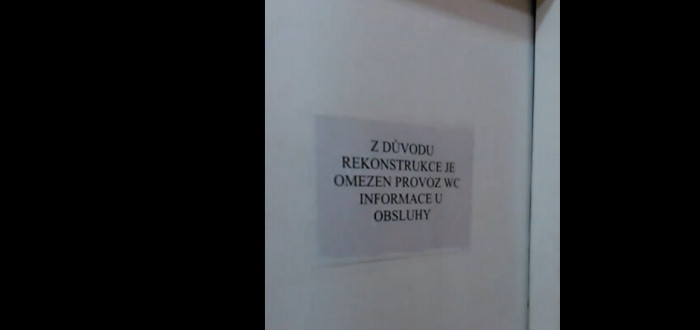 Z DŮVODU
REKONSTRUKCE JE
OMEZEN PROVOZ WC
INFORMACE U
OBSLUHY